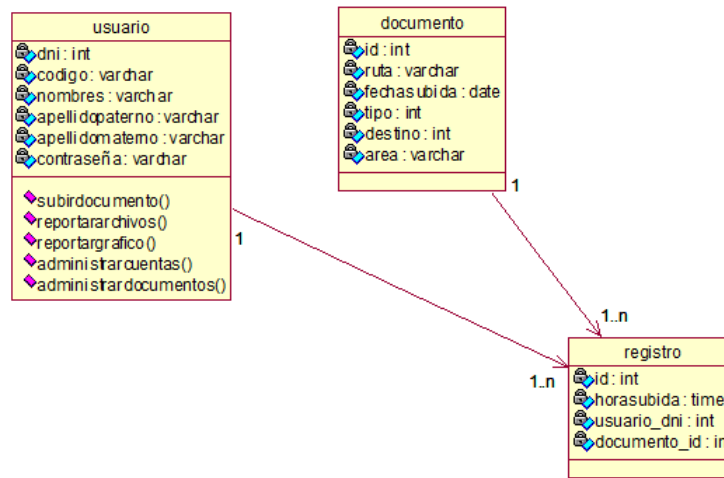 usuario
dni : int
codigo : varchar
nombres : varchar
apellidopaterno : varchar
apellidomaterno : varchar
contraseña : varchar
subirdocumento()
reportararchivos()
reportargrafico()
administrarcuentas()
administrardocumentos()
documento
id : int
ruta : varchar
fechasubida : date
tipo : int
destino : int
area : varchar
1
1
1..n
1..n
registro
id : int
horasubida : time
usuario_dni : int
documento_id : in